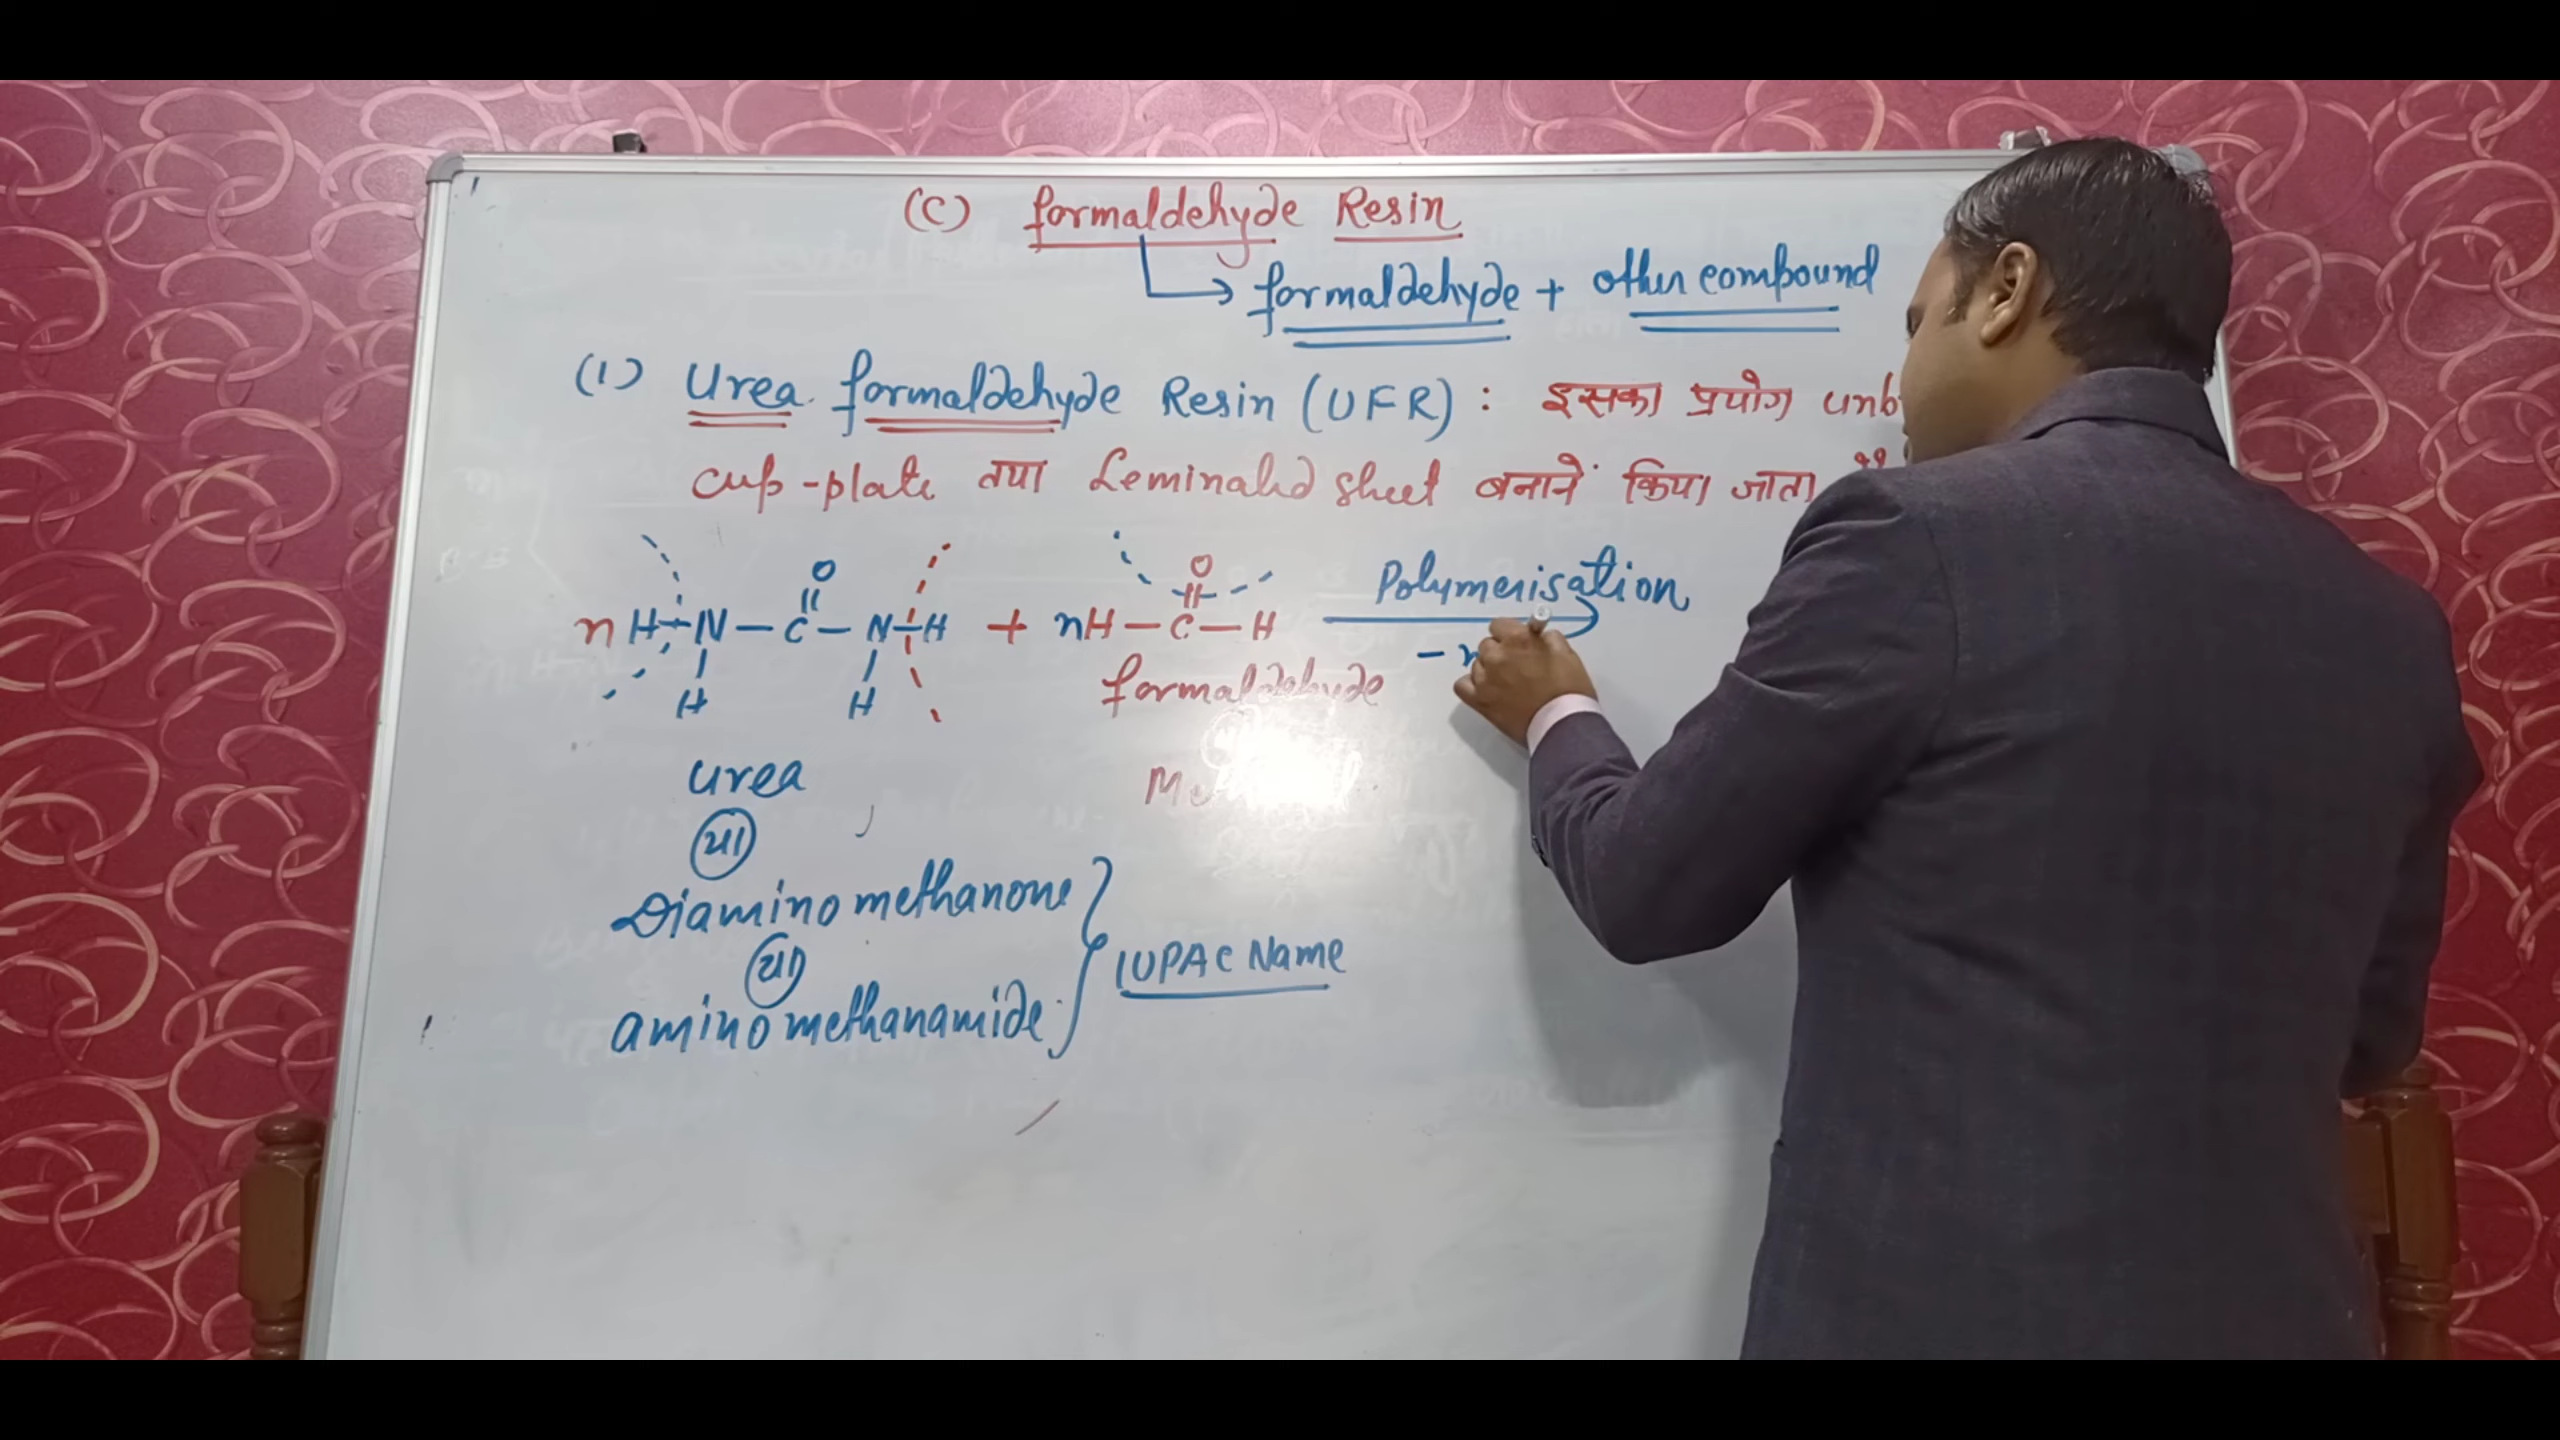 (C) formaldehyde Resin
formaldehyde + other compound
(1) Urea formaldehyde Resin (UFR) : इसका प्रयोग unb
cup-plate तथा Leminated sheet बनाने किया जाता
O O Polymerisation
n H-N-C-N-H + nH-C-H
- n
H H formaldehyde
urea
या
Diamino methanone
या
IUPAC Name
amino methanamide